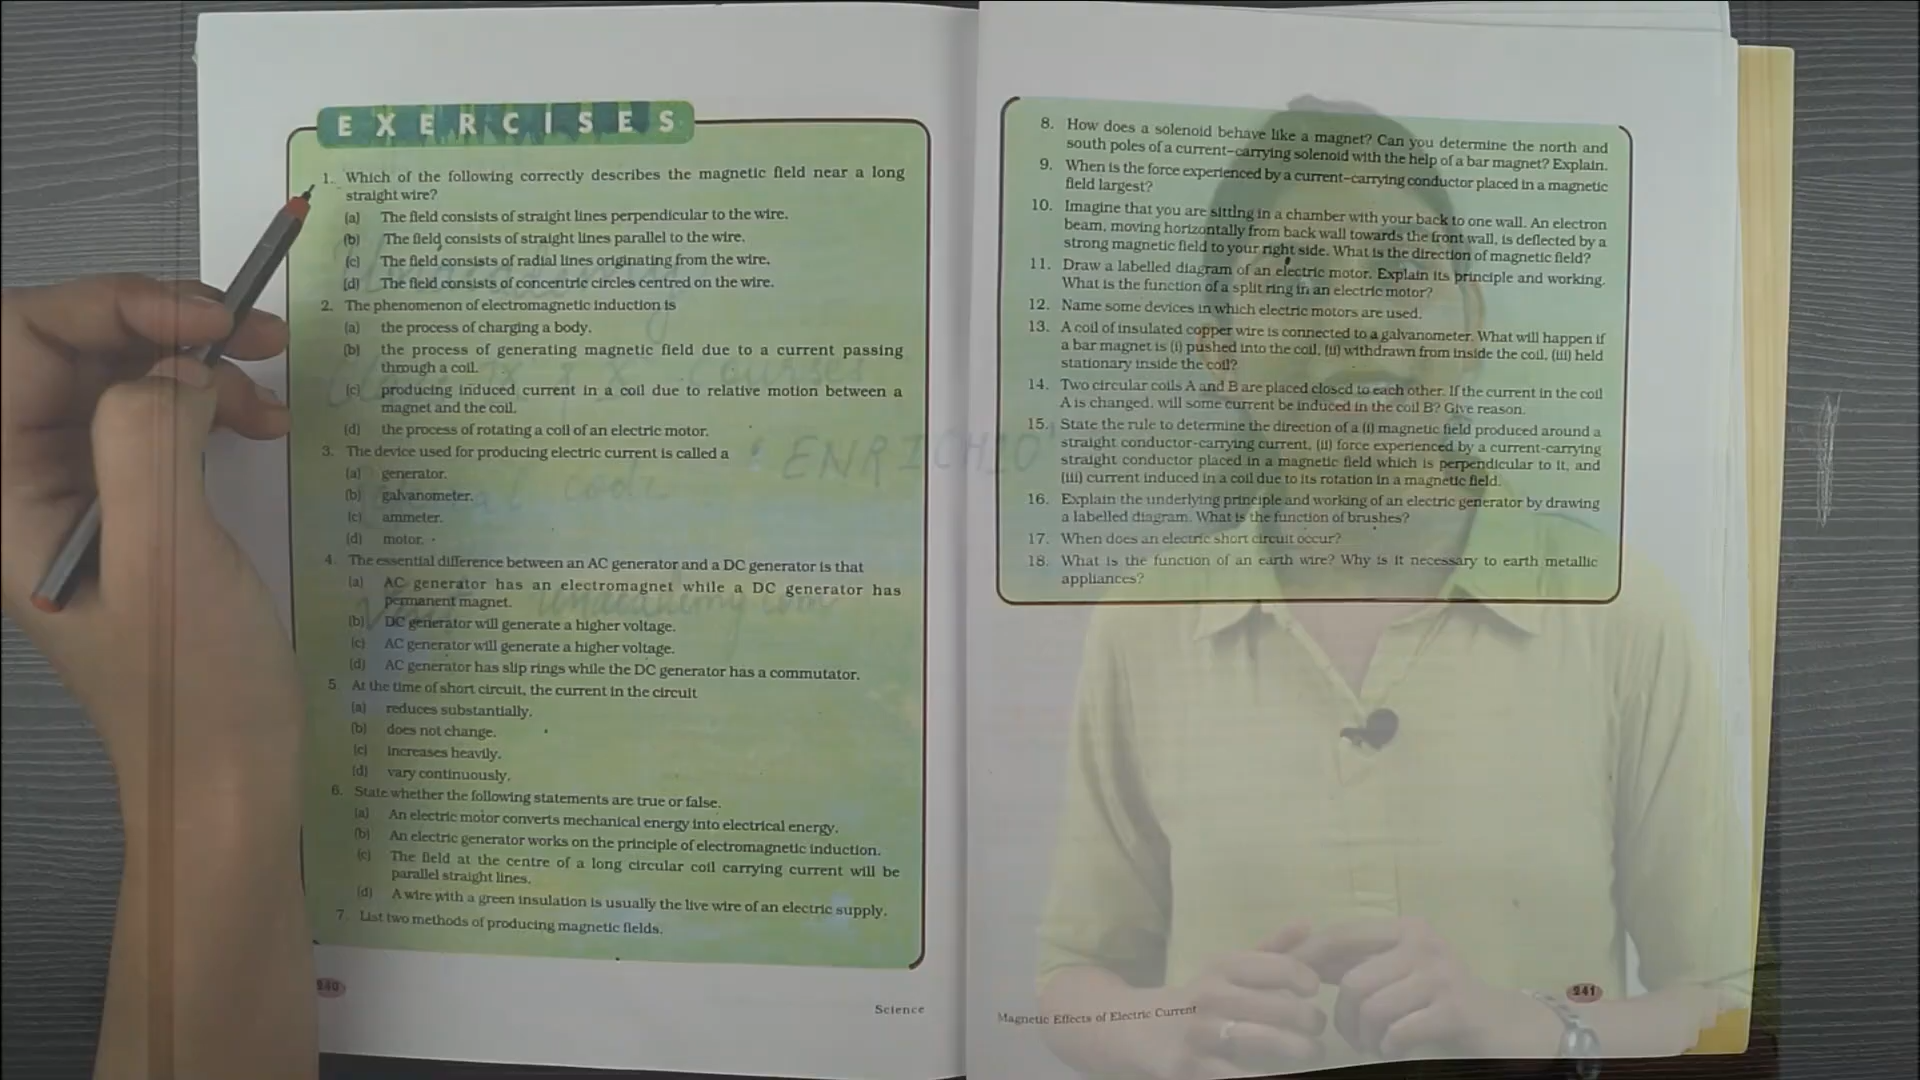 EXERCISES
1. Which of the following correctly describes the magnetic field near a long
straight wire?
(a) The field consists of straight lines perpendicular to the wire.
(b) The field consists of straight lines parallel to the wire.
(c) The field consists of radial lines originating from the wire.
(d) The field consists of concentric circles centred on the wire.
2. The phenomenon of electromagnetic induction is
(a) the process of charging a body.
(b) the process of generating magnetic field due to a current passing
through a coil.
(c) producing induced current in a coil due to relative motion between a
magnet and the coil.
(d) the process of rotating a coil of an electric motor.
3. The device used for producing electric current is called a
(a) generator.
(b) galvanometer.
(c) ammeter.
(d) motor.
4. The essential difference between an AC generator and a DC generator is that
(a) AC generator has an electromagnet while a DC generator has
permanent magnet.
(b) DC generator will generate a higher voltage.
(c) AC generator will generate a higher voltage.
(d) AC generator has slip rings while the DC generator has a commutator.
5. At the time of short circuit, the current in the circuit
(a) reduces substantially.
(b) does not change.
(c) increases heavily.
(d) vary continuously.
6. State whether the following statements are true or false.
(a) An electric motor converts mechanical energy into electrical energy.
(b) An electric generator works on the principle of electromagnetic induction.
(c) The field at the centre of a long circular coil carrying current will be
parallel straight lines.
(d) A wire with a green insulation is usually the live wire of an electric supply.
7. List two methods of producing magnetic fields.
240
Science
8. How does a solenoid behave like a magnet? Can you determine the north and
south poles of a current–carrying solenoid with the help of a bar magnet? Explain.
9. When is the force experienced by a current–carrying conductor placed in a magnetic
field largest?
10. Imagine that you are sitting in a chamber with your back to one wall. An electron
beam, moving horizontally from back wall towards the front wall, is deflected by a
strong magnetic field to your right side. What is the direction of magnetic field?
11. Draw a labelled diagram of an electric motor. Explain its principle and working.
What is the function of a split ring in an electric motor?
12. Name some devices in which electric motors are used.
13. A coil of insulated copper wire is connected to a galvanometer. What will happen if
a bar magnet is (i) pushed into the coil, (ii) withdrawn from inside the coil, (iii) held
stationary inside the coil?
14. Two circular coils A and B are placed closed to each other. If the current in the coil
A is changed, will some current be induced in the coil B? Give reason.
15. State the rule to determine the direction of a (i) magnetic field produced around a
straight conductor-carrying current, (ii) force experienced by a current-carrying
straight conductor placed in a magnetic field which is perpendicular to it, and
(iii) current induced in a coil due to its rotation in a magnetic field.
16. Explain the underlying principle and working of an electric generator by drawing
a labelled diagram. What is the function of brushes?
17. When does an electric short circuit occur?
18. What is the function of an earth wire? Why is it necessary to earth metallic
appliances?
Magnetic Effects of Electric Current
241
courses
code
'ENRICH10'